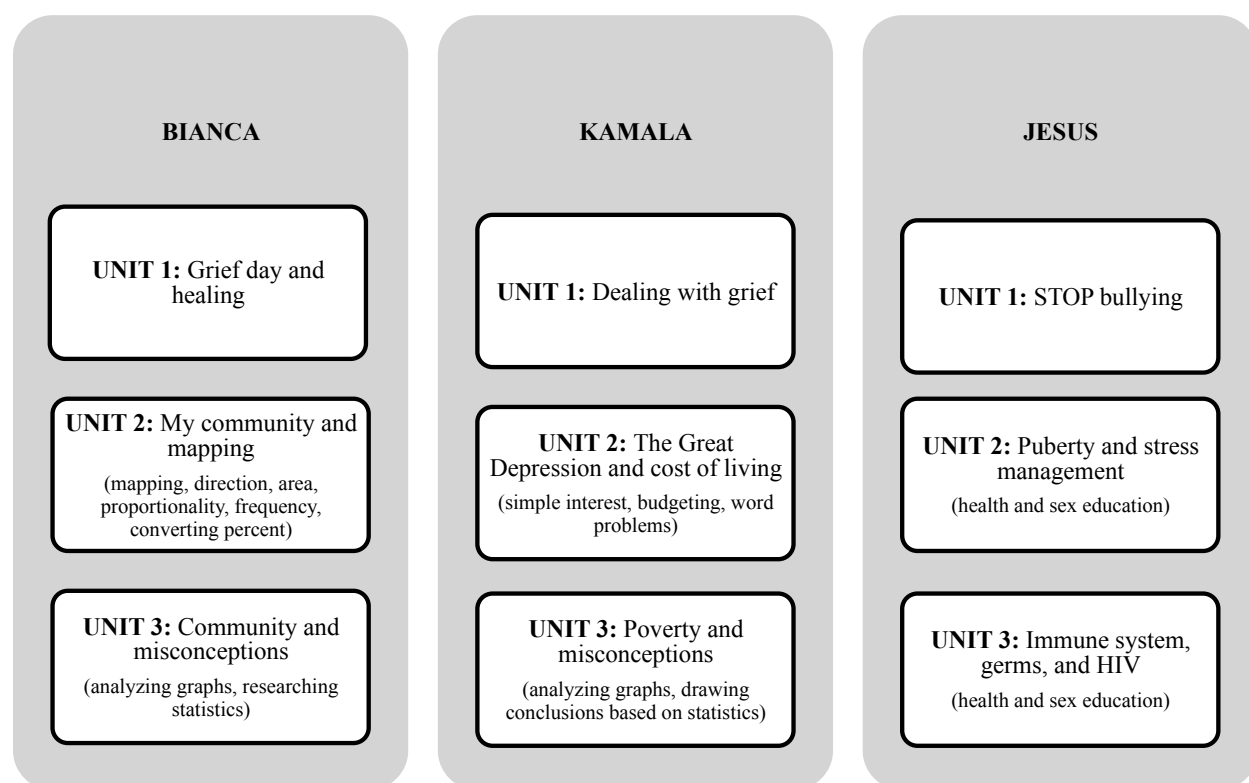 BIANCA
UNIT 1: Grief day and
healing
UNIT 2: My community and
mapping
(mapping, direction, area,
proportionality, frequency,
converting percent)
UNIT 3: Community and
misconceptions
(analyzing graphs, researching
statistics)
KAMALA
UNIT 1: Dealing with grief
UNIT 2: The Great
Depression and cost of living
(simple interest, budgeting, word
problems)
UNIT 3: Poverty and
misconceptions
(analyzing graphs, drawing
conclusions based on statistics)
JESUS
UNIT 1: STOP bullying
UNIT 2: Puberty and stress
management
(health and sex education)
UNIT 3: Immune system,
germs, and HIV
(health and sex education)